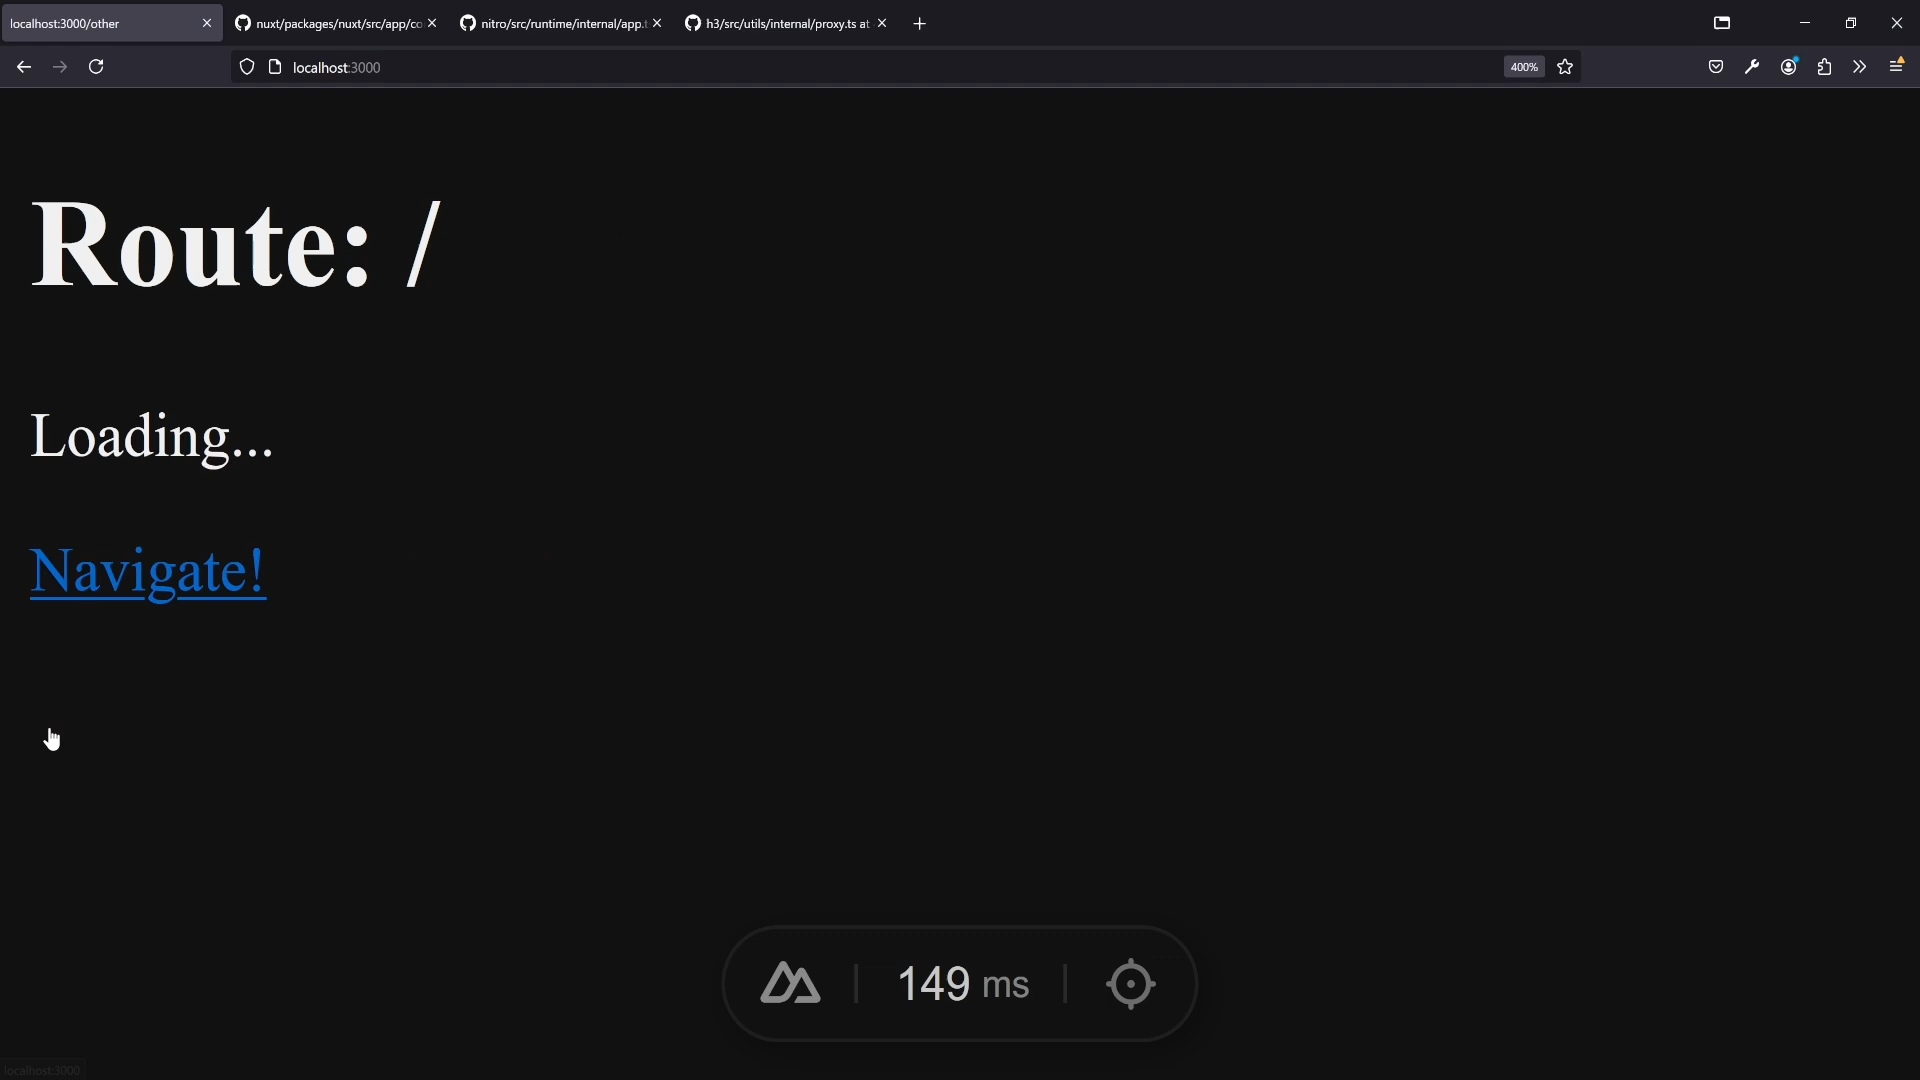 localhost:3000/other
nuxt/packages/nuxt/src/app/co
nitro/src/runtime/internal/app.t
h3/src/utils/internal/proxy.ts at
localhost:3000
400%
Route: /
Loading...
Navigate!
149 ms
localhost:3000